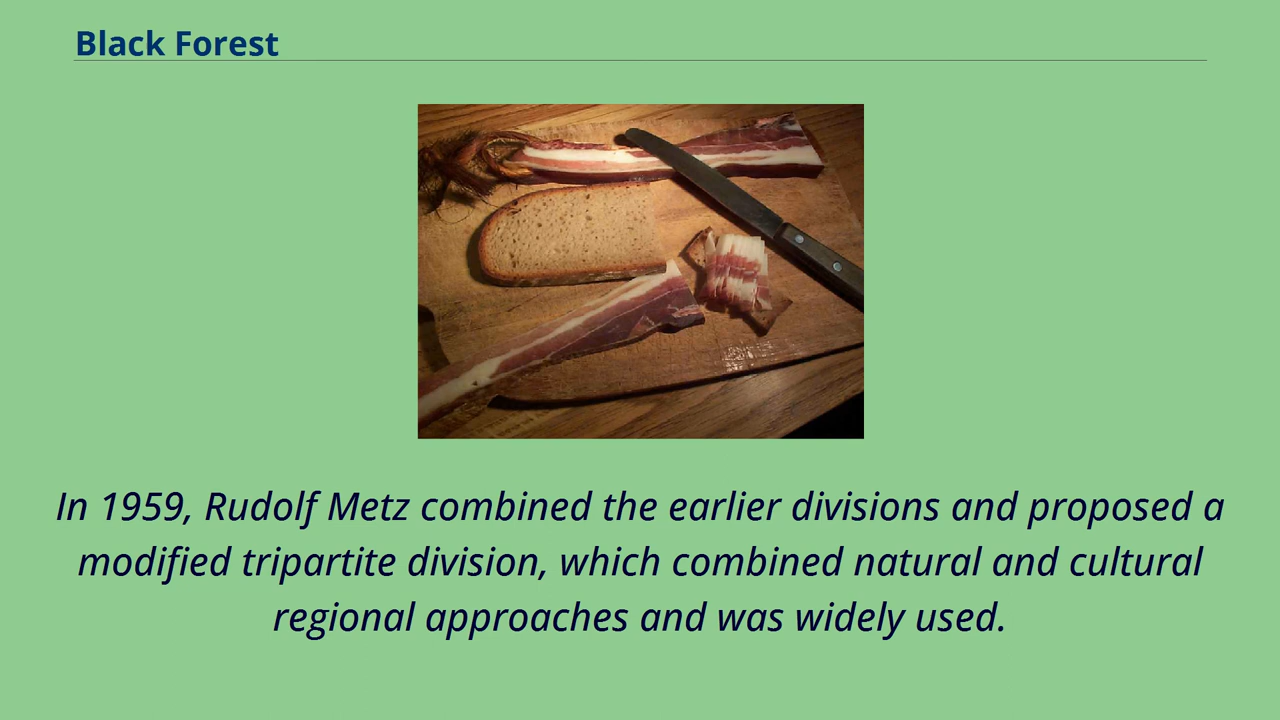 Black Forest
In 1959, Rudolf Metz combined the earlier divisions and proposed a
modified tripartite division, which combined natural and cultural
regional approaches and was widely used.